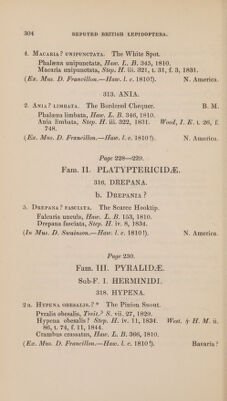 304 REPUTED BRITISH LEPIDOPTERA.
4. MACARIA? UNIPUNCTATA. The White Spot.
Phalæna unipunctata, Haw. L. B. 345, 1810.
Macaria unipunctata, Step. H. iii. 321, t. 31, f. 3, 1831.
(Ex. Mus. D. Francillon.—Haw. l. c. 1810!). N. America.
313. ANIA.
2. ANIA? LIMBATA. The Bordered Chequer. B. M.
Phalæna limbata, Haw. L. B. 346, 1810.
Ania limbata, Step. H. iii. 322, 1831. Wood, I. E. t. 26, f.
748.
(Ex. Mus. D. Francillon.—Haw. l. c. 1810!). N. America.
Page 228—229.
Fam. II. PLATYPTERICIDÆ.
316. DREPANA.
b. DREPANIA?
5. DREPANA? FASCIATA. The Scarce Hooktip.
Falcaria uncula, Haw. L. B. 153, 1810.
Drepana fasciata, Step. H. iv. 8, 1834.
(In Mus. D. Swainson.—Haw. l. c. 1810!). N. America.
Page 230.
Fam. III. PYRALIDÆ.
Sub-F. I. HERMINIDI.
318. HYPENA.
2 a. HYPENA OBESALIS.?* The Pinion Snout.
Pyralis obesalis, Treit.? S. vii. 27, 1829.
Hypena obesalis? Step. H. iv. 11, 1834. West. & H. M. ii.
86, t. 74, f. 11, 1844.
Crambus crassatus, Haw. L. B. 366, 1810.
(Ex. Mus. D. Francillon—Haw. l. c. 1810!). Bavaria?